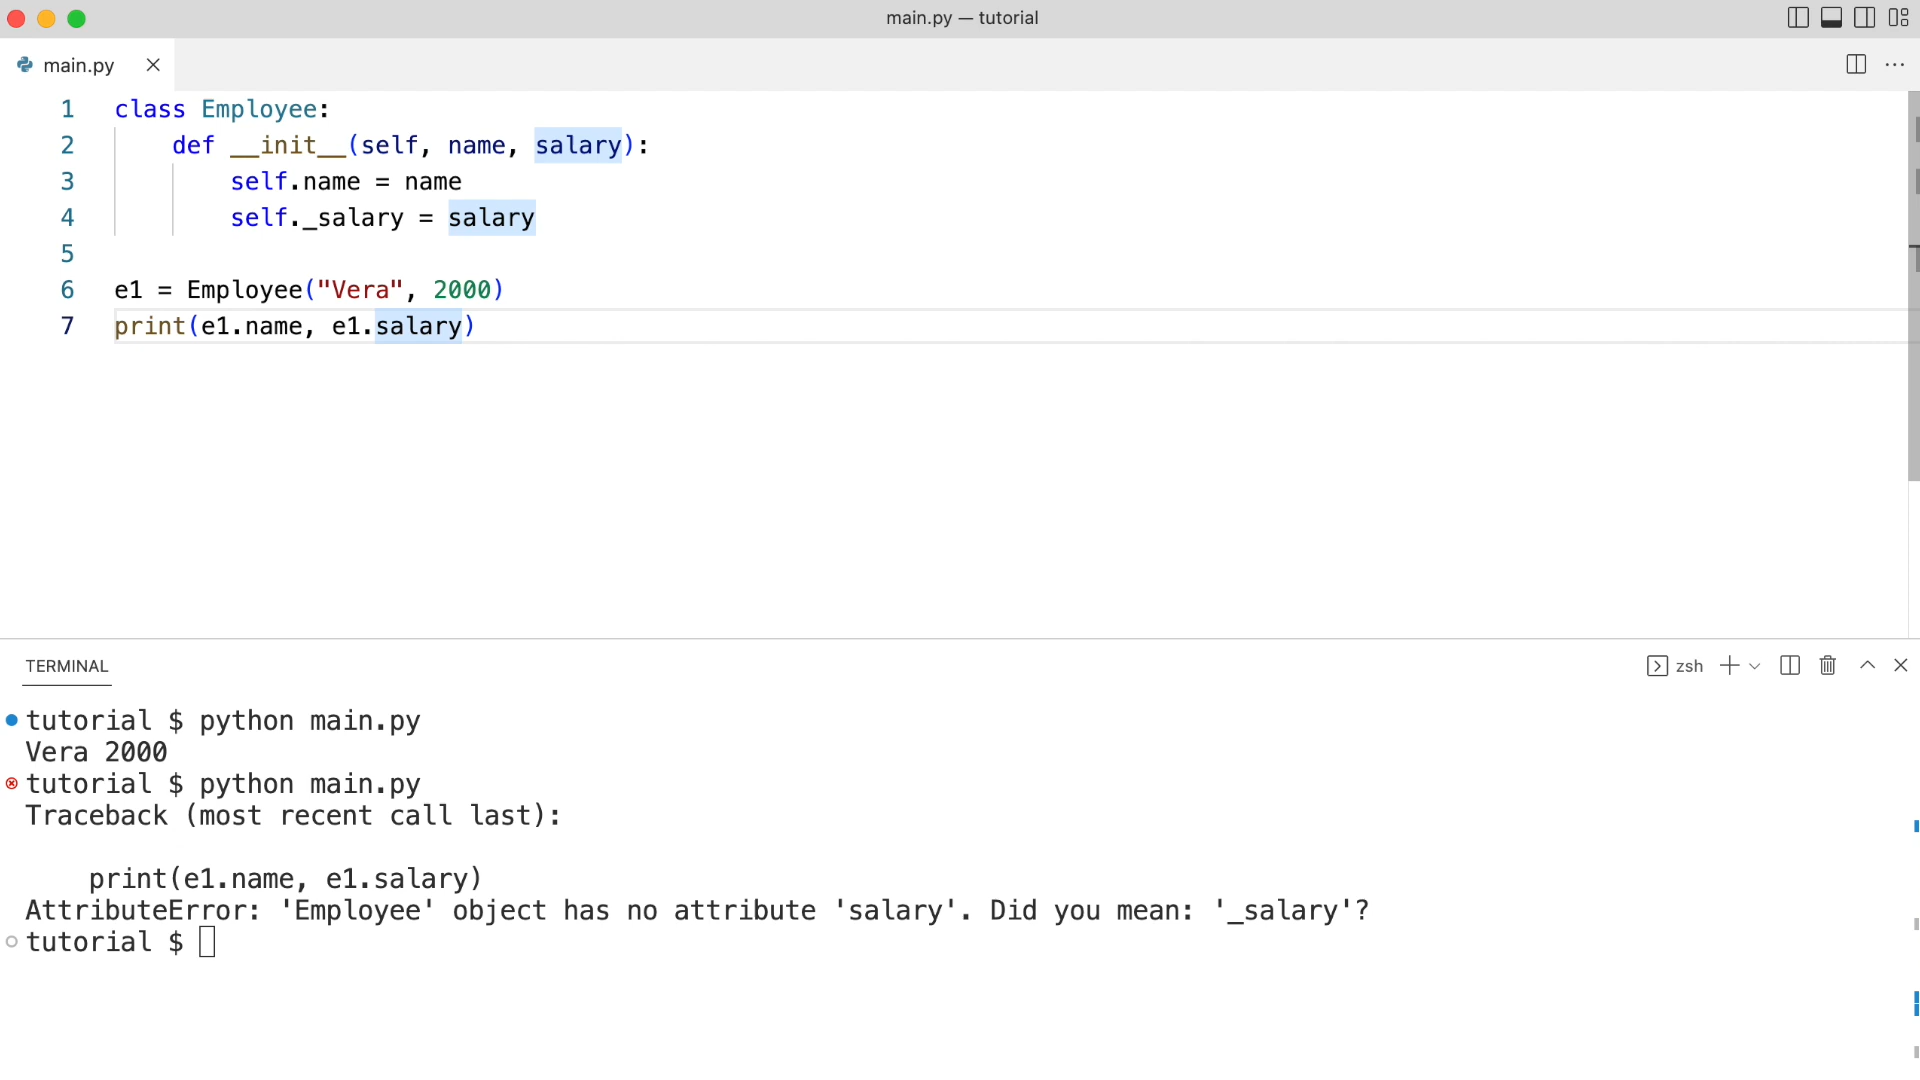 main.py — tutorial
main.py
1 class Employee:
2     def __init__(self, name, salary):
3         self.name = name
4         self._salary = salary
5
6 e1 = Employee("Vera", 2000)
7 print(e1.name, e1.salary)
TERMINAL
zsh
tutorial $ python main.py
Vera 2000
tutorial $ python main.py
Traceback (most recent call last):
    print(e1.name, e1.salary)
AttributeError: 'Employee' object has no attribute 'salary'. Did you mean: '_salary'?
tutorial $